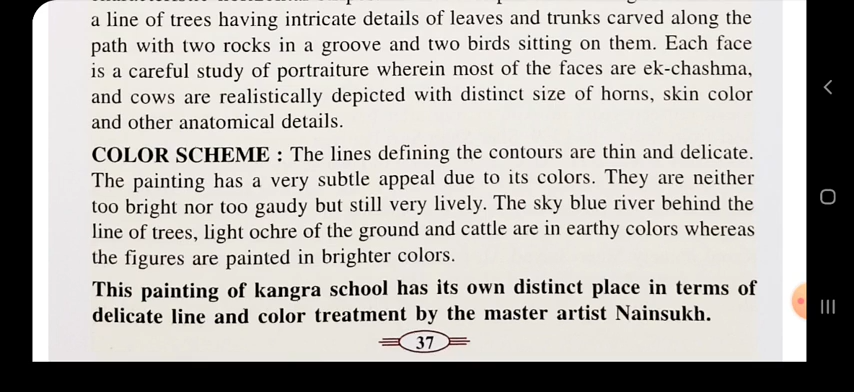 a line of trees having intricate details of leaves and trunks carved along the
path with two rocks in a groove and two birds sitting on them. Each face
is a careful study of portraiture wherein most of the faces are ek-chashma,
and cows are realistically depicted with distinct size of horns, skin color
and other anatomical details.
COLOR SCHEME : The lines defining the contours are thin and delicate.
The painting has a very subtle appeal due to its colors. They are neither
too bright nor too gaudy but still very lively. The sky blue river behind the
line of trees, light ochre of the ground and cattle are in earthy colors whereas
the figures are painted in brighter colors.
This painting of kangra school has its own distinct place in terms of
delicate line and color treatment by the master artist Nainsukh.
37